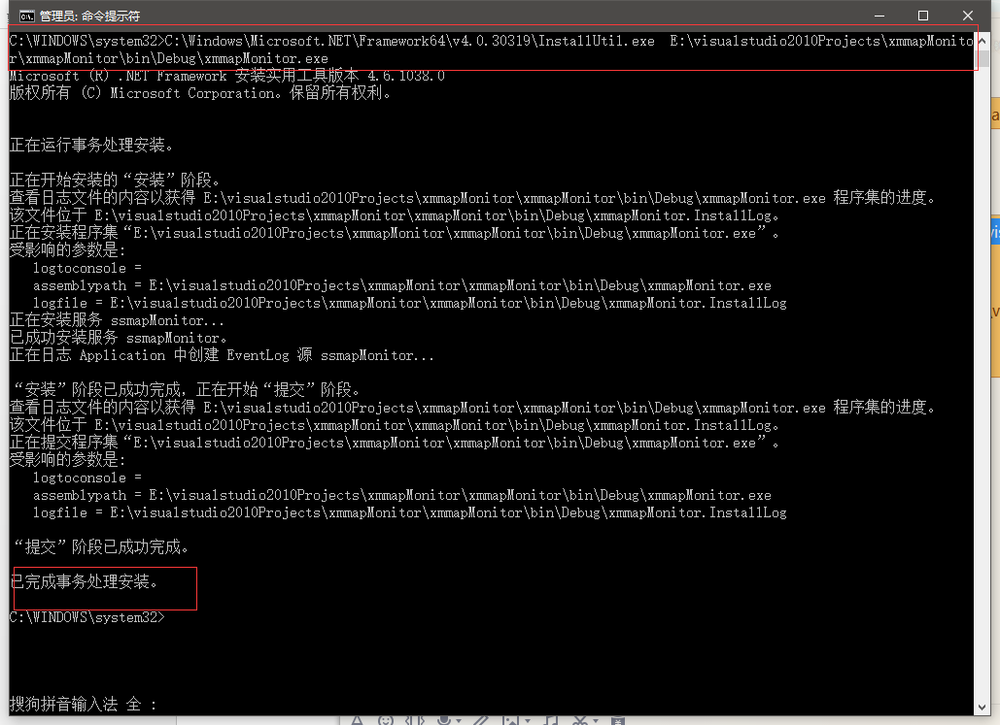 管理员: 命令提示符
C:\WINDOWS\system32>C:\Windows\Microsoft.NET\Framework64\v4.0.30319\InstallUtil.exe  E:\visualstudio2010Projects\xmmapMonito
r\xmmapMonitor\bin\Debug\xmmapMonitor.exe
Microsoft (R) .NET Framework 安装实用工具版本 4.6.1038.0
版权所有 (C) Microsoft Corporation。保留所有权利。
正在运行事务处理安装。
正在开始安装的“安装”阶段。
查看日志文件的内容以获得 E:\visualstudio2010Projects\xmmapMonitor\xmmapMonitor\bin\Debug\xmmapMonitor.exe 程序集的进度。
该文件位于 E:\visualstudio2010Projects\xmmapMonitor\xmmapMonitor\bin\Debug\xmmapMonitor.InstallLog。
正在安装程序集“E:\visualstudio2010Projects\xmmapMonitor\xmmapMonitor\bin\Debug\xmmapMonitor.exe”。
受影响的参数是:
logtoconsole =
assemblypath = E:\visualstudio2010Projects\xmmapMonitor\xmmapMonitor\bin\Debug\xmmapMonitor.exe
logfile = E:\visualstudio2010Projects\xmmapMonitor\xmmapMonitor\bin\Debug\xmmapMonitor.InstallLog
正在安装服务 ssmapMonitor...
已成功安装服务 ssmapMonitor。
正在日志 Application 中创建 EventLog 源 ssmapMonitor...
“安装”阶段已成功完成，正在开始“提交”阶段。
查看日志文件的内容以获得 E:\visualstudio2010Projects\xmmapMonitor\xmmapMonitor\bin\Debug\xmmapMonitor.exe 程序集的进度。
该文件位于 E:\visualstudio2010Projects\xmmapMonitor\xmmapMonitor\bin\Debug\xmmapMonitor.InstallLog。
正在提交程序集“E:\visualstudio2010Projects\xmmapMonitor\xmmapMonitor\bin\Debug\xmmapMonitor.exe”。
受影响的参数是:
logtoconsole =
assemblypath = E:\visualstudio2010Projects\xmmapMonitor\xmmapMonitor\bin\Debug\xmmapMonitor.exe
logfile = E:\visualstudio2010Projects\xmmapMonitor\xmmapMonitor\bin\Debug\xmmapMonitor.InstallLog
“提交”阶段已成功完成。
已完成事务处理安装。
C:\WINDOWS\system32>
搜狗拼音输入法 全 :